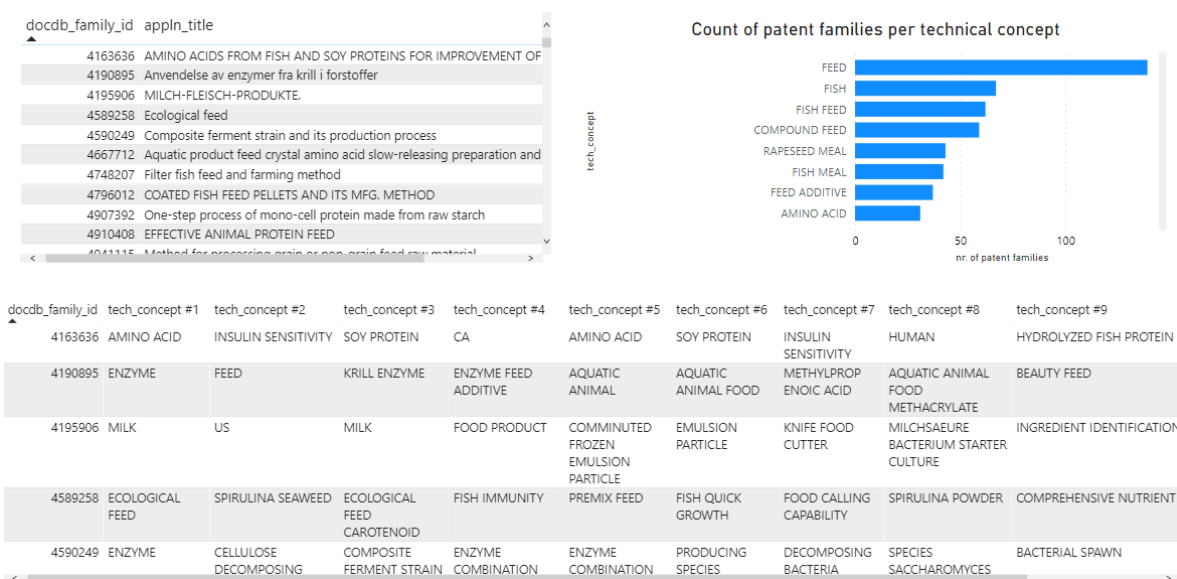 docdb_family_id appln_title
4163636 AMINO ACIDS FROM FISH AND SOY PROTEINS FOR IMPROVEMENT OF
4190895 Anvendelse av enzymer fra krill i forstoffer
4195906 MILCH-FLEISCH-PRODUKTE.
4589258 Ecological feed
4590249 Composite ferment strain and its production process
4667712 Aquatic product feed crystal amino acid slow-releasing preparation and
4748207 Filter fish feed and farming method
4796012 COATED FISH FEED PELLETS AND ITS MFG. METHOD
4907392 One-step process of mono-cell protein made from raw starch
4910408 EFFECTIVE ANIMAL PROTEIN FEED
4941115 Method for processing grain or non-grain feed raw material
Count of patent families per technical concept
tech_concept
FEED
FISH
FISH FEED
COMPOUND FEED
RAPESEED MEAL
FISH MEAL
FEED ADDITIVE
AMINO ACID
0 50 100
nr. of patent families
docdb_family_id tech_concept #1 tech_concept #2 tech_concept #3 tech_concept #4 tech_concept #5 tech_concept #6 tech_concept #7 tech_concept #8 tech_concept #9
4163636 AMINO ACID INSULIN SENSITIVITY SOY PROTEIN CA AMINO ACID SOY PROTEIN INSULIN HUMAN HYDROLYZED FISH PROTEIN
SENSITIVITY
4190895 ENZYME FEED KRILL ENZYME ENZYME FEED AQUATIC AQUATIC METHYLPROP AQUATIC ANIMAL BEAUTY FEED
ADDITIVE ANIMAL ANIMAL FOOD ENOIC ACID FOOD
METHACRYLATE
4195906 MILK US MILK FOOD PRODUCT COMMINUTED EMULSION KNIFE FOOD MILCHSAEURE INGREDIENT IDENTIFICATION
FROZEN PARTICLE CUTTER BACTERIUM STARTER
EMULSION CULTURE
PARTICLE
4589258 ECOLOGICAL SPIRULINA SEAWEED ECOLOGICAL FISH IMMUNITY PREMIX FEED FISH QUICK FOOD CALLING SPIRULINA POWDER COMPREHENSIVE NUTRIENT
FEED FEED GROWTH CAPABILITY
CAROTENOID
4590249 ENZYME CELLULOSE COMPOSITE ENZYME ENZYME PRODUCING DECOMPOSING SPECIES BACTERIAL SPAWN
DECOMPOSING FERMENT STRAIN COMBINATION COMBINATION SPECIES BACTERIA SACCHAROMYCES